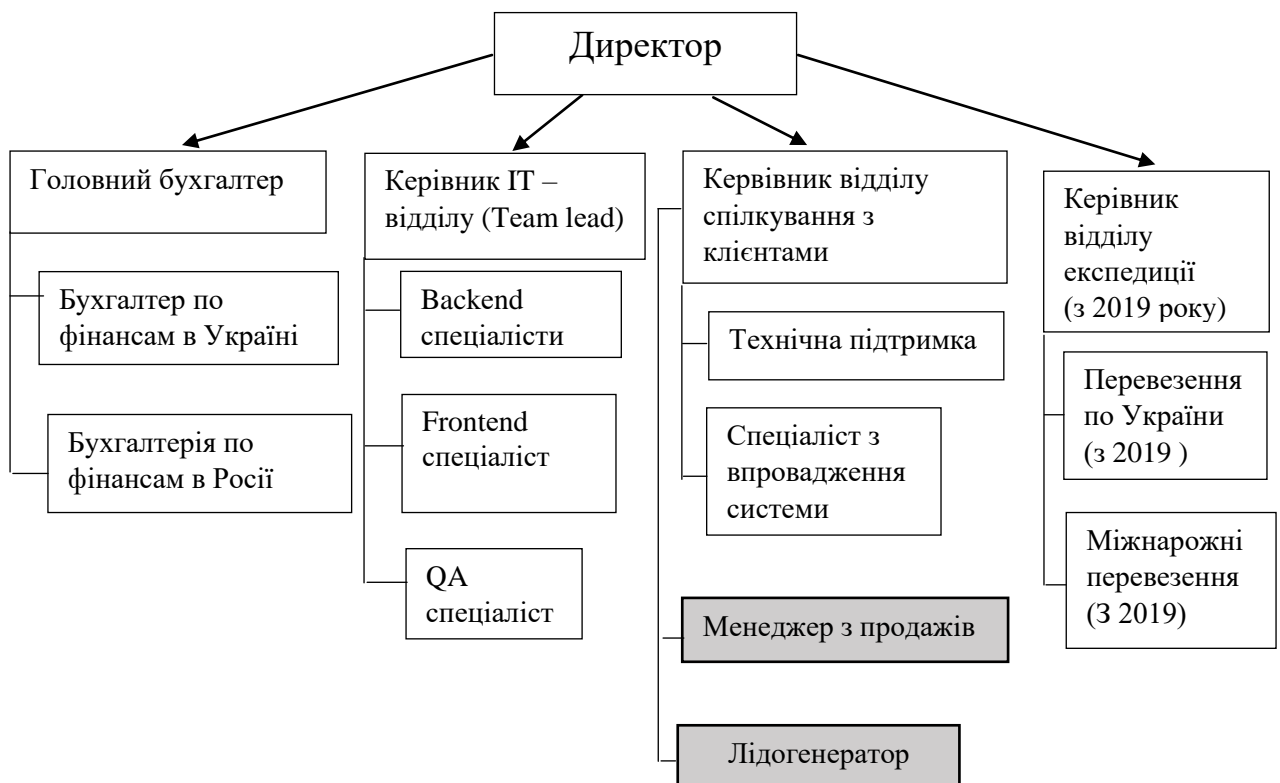 Директор
Головний бухгалтер
Бухгалтер по
фінансам в Україні
Бухгалтерія по
фінансам в Росії
Керівник ІТ –
відділу (Team lead)
Backend
спеціалісти
Frontend
спеціаліст
QA
спеціаліст
Кервівник відділу
спілкування з
клієнтами
Технічна підтримка
Спеціаліст з
впровадження
системи
Менеджер з продажів
Лідогенератор
Керівник
відділу
експедиції
(з 2019 року)
Перевезення
по Україні
(з 2019 )
Міжнарожні
перевезення
(З 2019)